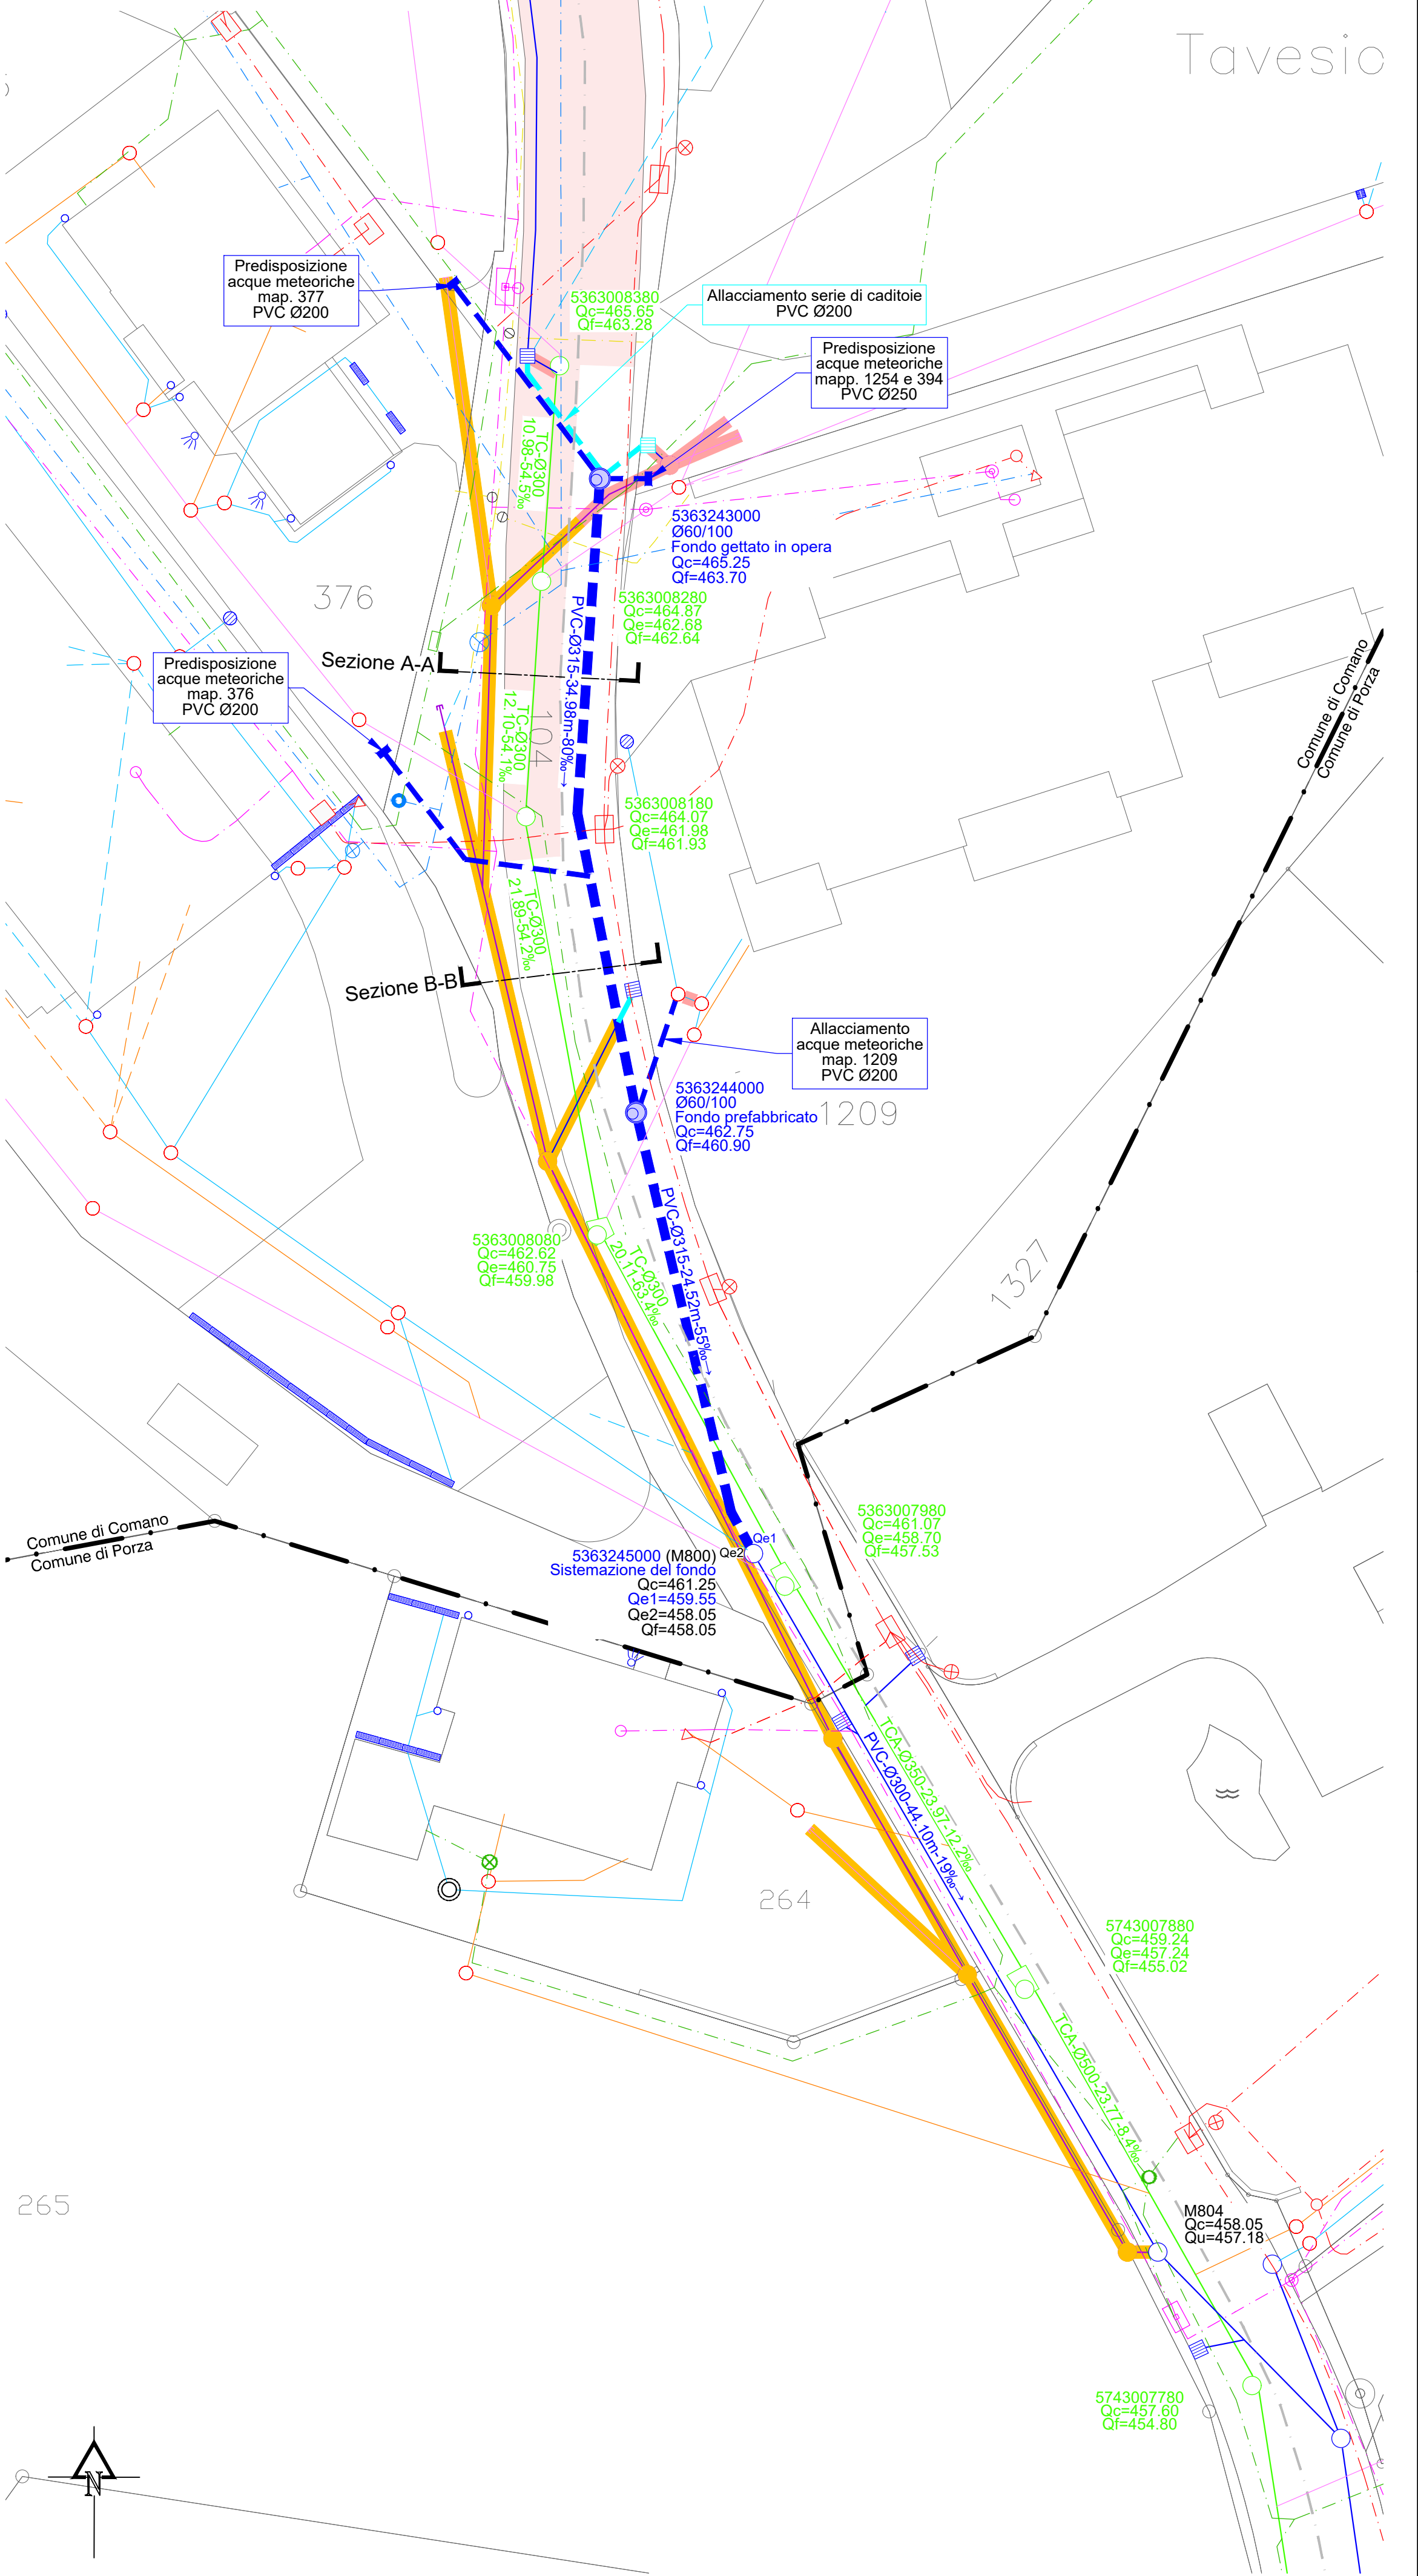 Tavesio
Predisposizione
acque meteoriche
map. 377
PVC Ø200
5363008380
Qc=465.65
Qf=463.28
Allacciamento serie di caditoie
PVC Ø200
Predisposizione
acque meteoriche
mapp. 1254 e 394
PVC Ø250
TC-Ø300
10.98-54.5‰
5363243000
Ø60/100
Fondo gettato in opera
Qc=465.25
Qf=463.70
376
5363008280
Qc=464.87
Qe=462.68
Qf=462.64
PVC-Ø315-34.98m-80‰→
Sezione A-A
Predisposizione
acque meteoriche
map. 376
PVC Ø200
TC-Ø300
12.10-54.1‰
104
Comune di Comano
Comune di Porza
5363008180
Qc=464.07
Qe=461.98
Qf=461.93
TC-Ø300
21.89-54.2‰
Sezione B-B
Allacciamento
acque meteoriche
map. 1209
PVC Ø200
5363244000
Ø60/100
Fondo prefabbricato
Qc=462.75
Qf=460.90
1209
PVC-Ø315-24.52m-55‰→
5363008080
Qc=462.62
Qe=460.75
Qf=459.98
TC-Ø300
20.11-63.4‰
1327
5363007980
Qc=461.07
Qe=458.70
Qf=457.53
Comune di Comano
Comune di Porza
Qe1
Qe2
5363245000 (M800)
Sistemazione del fondo
Qc=461.25
Qe1=459.55
Qe2=458.05
Qf=458.05
TCA-Ø350-23.97-12.2‰
PVC-Ø300-44.10m-19‰→
264
5743007880
Qc=459.24
Qe=457.24
Qf=455.02
TCA-Ø500-23.77-8.4‰
265
M804
Qc=458.05
Qu=457.18
5743007780
Qc=457.60
Qf=454.80
N